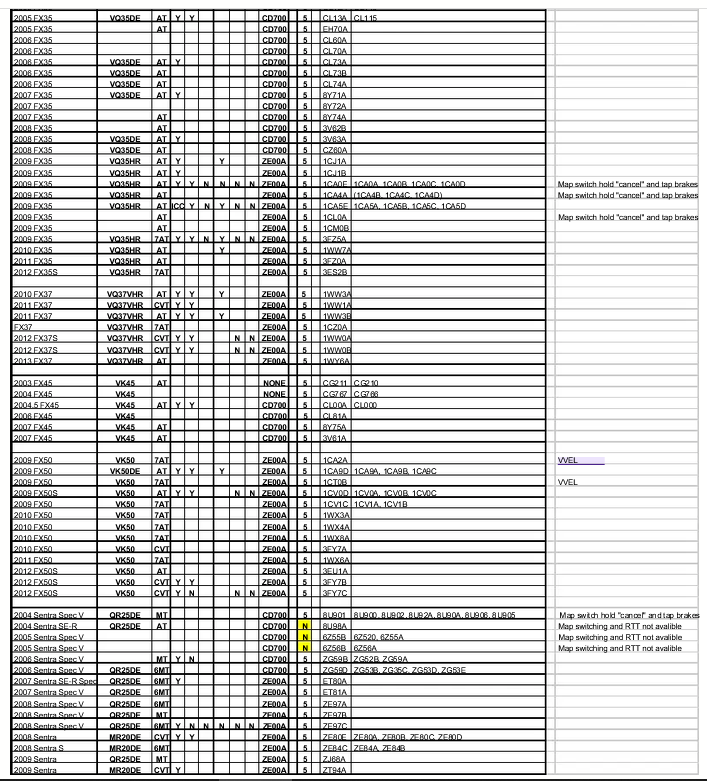 2005 FX35 VQ35DE AT Y Y CD700 5 CL13A CL115
2005 FX35 AT CD700 5 EH70A
2006 FX35 CD700 5 CL60A
2006 FX35 CD700 5 CL70A
2006 FX35 VQ35DE AT Y CD700 5 CL73A
2006 FX35 VQ35DE AT CD700 5 CL73B
2006 FX35 VQ35DE AT CD700 5 CL74A
2007 FX35 VQ35DE AT Y CD700 5 8Y71A
2007 FX35 CD700 5 8Y72A
2007 FX35 AT CD700 5 8Y74A
2008 FX35 AT CD700 5 3V62B
2008 FX35 VQ35DE AT Y CD700 5 3V63A
2008 FX35 VQ35DE AT CD700 5 CZ60A
2009 FX35 VQ35HR AT Y Y ZE00A 5 1CJ1A
2009 FX35 VQ35HR AT Y ZE00A 5 1CJ1B
2009 FX35 VQ35HR AT Y Y N N N N ZE00A 5 1CA0E 1CA0A, 1CA0B, 1CA0C, 1CA0D Map switch hold "cancel" and tap brakes
2009 FX35 VQ35HR AT ZE00A 5 1CA4A (1CA4B, 1CA4C, 1CA4D) Map switch hold "cancel" and tap brakes
2009 FX35 VQ35HR AT ICC Y N Y N N ZE00A 5 1CA5E 1CA5A, 1CA5B, 1CA5C, 1CA5D
2009 FX35 AT ZE00A 5 1CL0A Map switch hold "cancel" and tap brakes
2009 FX35 AT ZE00A 5 1CM0B
2009 FX35 VQ35HR 7AT Y Y N Y N N ZE00A 5 3FZ5A
2010 FX35 VQ35HR AT Y ZE00A 5 1WW7A
2011 FX35 VQ35HR AT ZE00A 5 3FZ0A
2012 FX35S VQ35HR 7AT ZE00A 5 3ES2B
2010 FX37 VQ37VHR AT Y Y Y ZE00A 5 1WW3A
2011 FX37 VQ37VHR CVT Y Y ZE00A 5 1WW1A
2011 FX37 VQ37VHR AT Y Y Y ZE00A 5 1WW3B
FX37 VQ37VHR 7AT ZE00A 5 1CZ0A
2012 FX37S VQ37VHR CVT Y Y N N ZE00A 5 1WW0A
2012 FX37S VQ37VHR CVT Y Y N N ZE00A 5 1WW0B
2013 FX37 VQ37VHR AT ZE00A 5 1WY6A
2003 FX45 VK45 AT NONE 5 CG211 CG210
2004 FX45 VK45 NONE 5 CG767 CG766
2004.5 FX45 VK45 AT Y Y CD700 5 CL00A CL000
2006 FX45 VK45 CD700 5 CL81A
2007 FX45 VK45 AT CD700 5 8Y75A
2007 FX45 VK45 AT CD700 5 3V61A
2009 FX50 VK50 7AT ZE00A 5 1CA2A VVEL
2009 FX50 VK50DE AT Y Y Y ZE00A 5 1CA9D 1CA9A, 1CA9B, 1CA9C
2009 FX50 VK50 7AT ZE00A 5 1CT0B VVEL
2009 FX50S VK50 AT Y Y N N ZE00A 5 1CV0D 1CV0A, 1CV0B, 1CV0C
2009 FX50 VK50 7AT ZE00A 5 1CV1C 1CV1A, 1CV1B
2010 FX50 VK50 7AT ZE00A 5 1WX3A
2010 FX50 VK50 7AT ZE00A 5 1WX4A
2010 FX50 VK50 7AT ZE00A 5 1WX8A
2010 FX50 VK50 CVT ZE00A 5 3FY7A
2011 FX50 VK50 7AT ZE00A 5 1WX6A
2012 FX50S VK50 AT ZE00A 5 3EU1A
2012 FX50S VK50 CVT Y Y ZE00A 5 3FY7B
2012 FX50S VK50 CVT Y N N N ZE00A 5 3FY7C
2004 Sentra Spec V QR25DE MT CD700 5 8U901 8U900, 8U902, 8U92A, 8U90A, 8U906, 8U905 Map switch hold "cancel" and tap brakes
2004 Sentra SE-R QR25DE AT CD700 N 8U98A Map switching and RTT not avalible
2005 Sentra Spec V CD700 N 6Z55B 6Z520, 6Z55A Map switching and RTT not avalible
2005 Sentra Spec V CD700 N 6Z56B 6Z56A Map switching and RTT not avalible
2006 Sentra Spec V MT Y N CD700 5 ZG59B ZG52B, ZG59A
2006 Sentra Spec V QR25DE 6MT CD700 5 ZG59D ZG53B, ZG35C, ZG53D, ZG53E
2007 Sentra SE-R Spec QR25DE 6MT Y CD700 5 ET80A
2007 Sentra Spec V QR25DE 6MT CD700 5 ET81A
2008 Sentra Spec V QR25DE 6MT CD700 5 ZE97A
2008 Sentra Spec V QR25DE MT CD700 5 ZE97B
2008 Sentra Spec V QR25DE 6MT Y N N N N N CD700 5 ZE97C
2008 Sentra MR20DE CVT Y Y CD700 5 ZE80E ZE80A, ZE80B, ZE80C, ZE80D
2008 Sentra S MR20DE 6MT CD700 5 ZE84C ZE84A, ZE84B
2009 Sentra QR25DE MT CD700 5 ZJ68A
2009 Sentra MR20DE CVT Y CD700 5 ZT94A